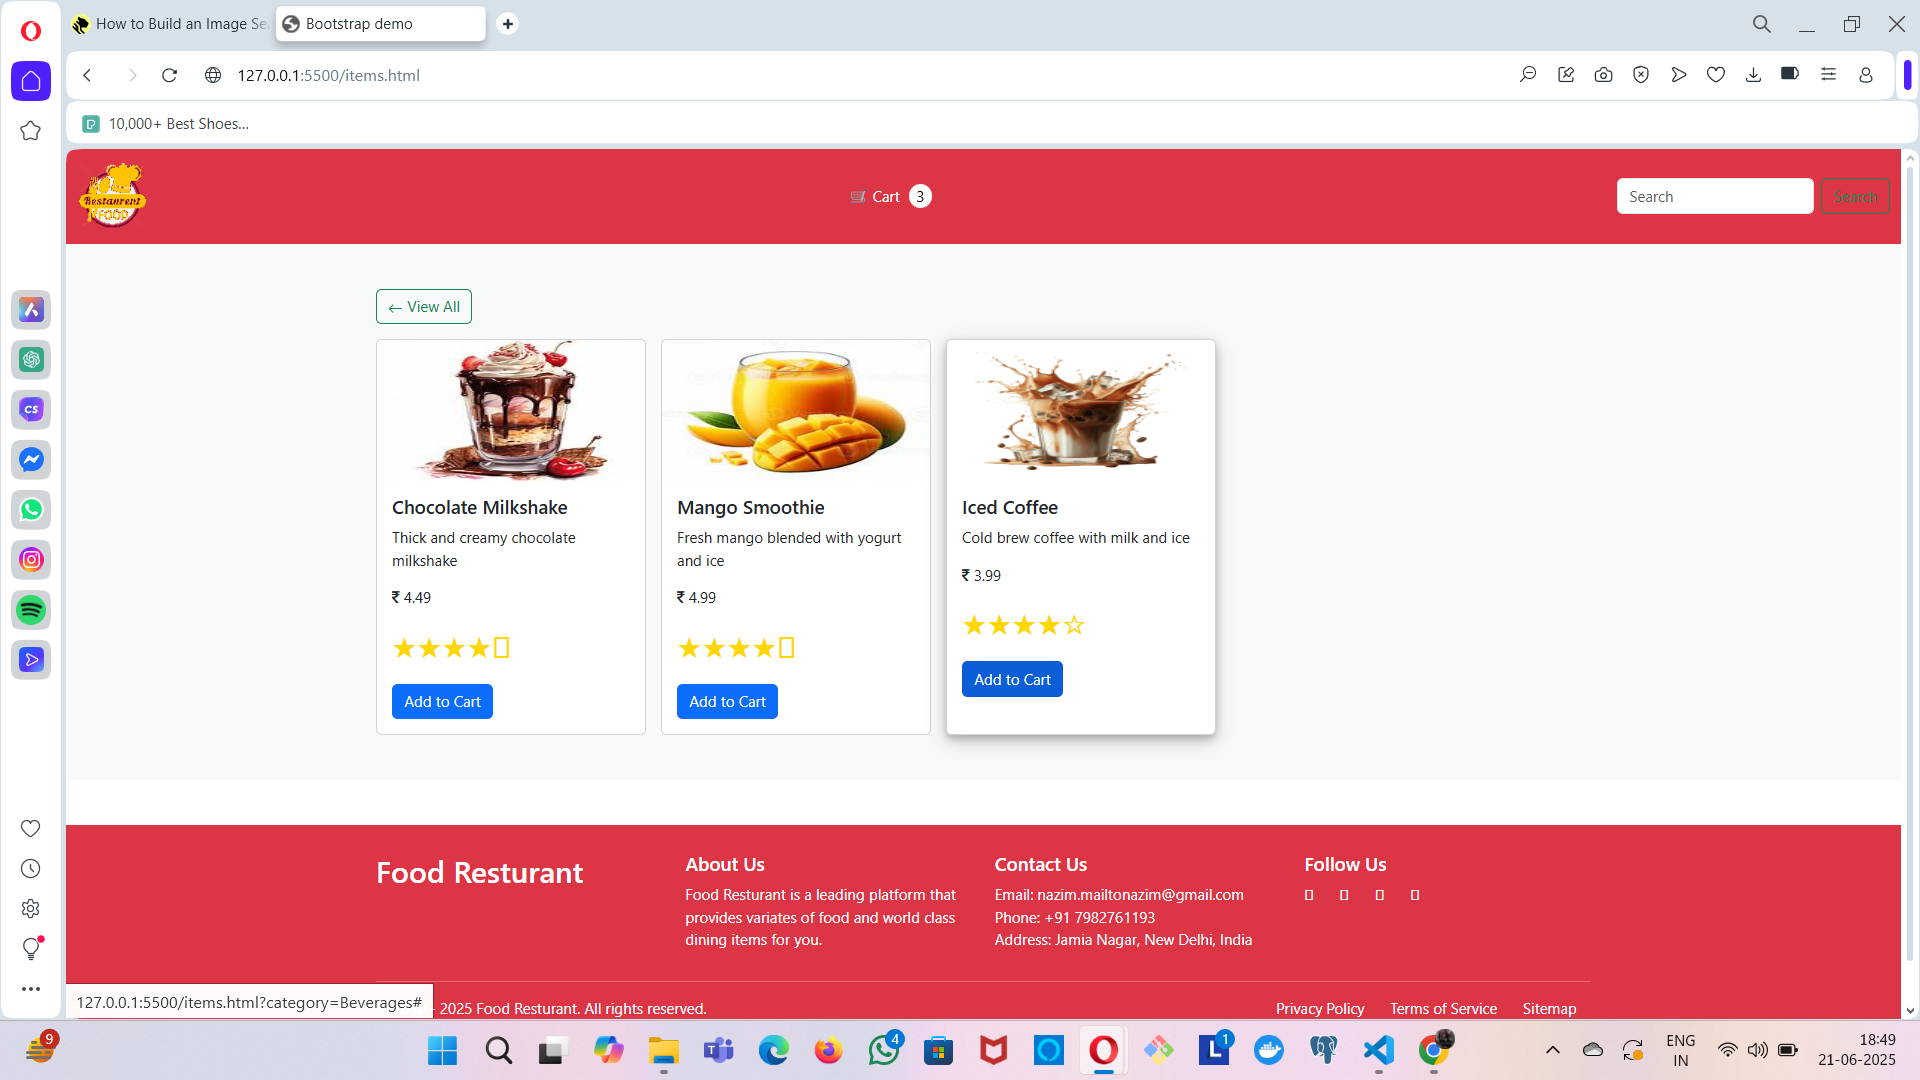 How to Build an Image Se
Bootstrap demo
127.0.0.1:5500/items.html
10,000+ Best Shoes...
Restaurent
FOOD
🛒 Cart 3
Search
Search
← View All
Chocolate Milkshake
Thick and creamy chocolate
milkshake
₹ 4.49
★★★★
Add to Cart
Mango Smoothie
Fresh mango blended with yogurt
and ice
₹ 4.99
★★★★
Add to Cart
Iced Coffee
Cold brew coffee with milk and ice
₹ 3.99
★★★★☆
Add to Cart
Food Resturant
About Us
Food Resturant is a leading platform that
provides variates of food and world class
dining items for you.
Contact Us
Email: nazim.mailtonazim@gmail.com
Phone: +91 7982761193
Address: Jamia Nagar, New Delhi, India
Follow Us
127.0.0.1:5500/items.html?category=Beverages#
2025 Food Resturant. All rights reserved.
Privacy Policy
Terms of Service
Sitemap
CS
9
4
L
1
ENG
IN
18:49
21-06-2025